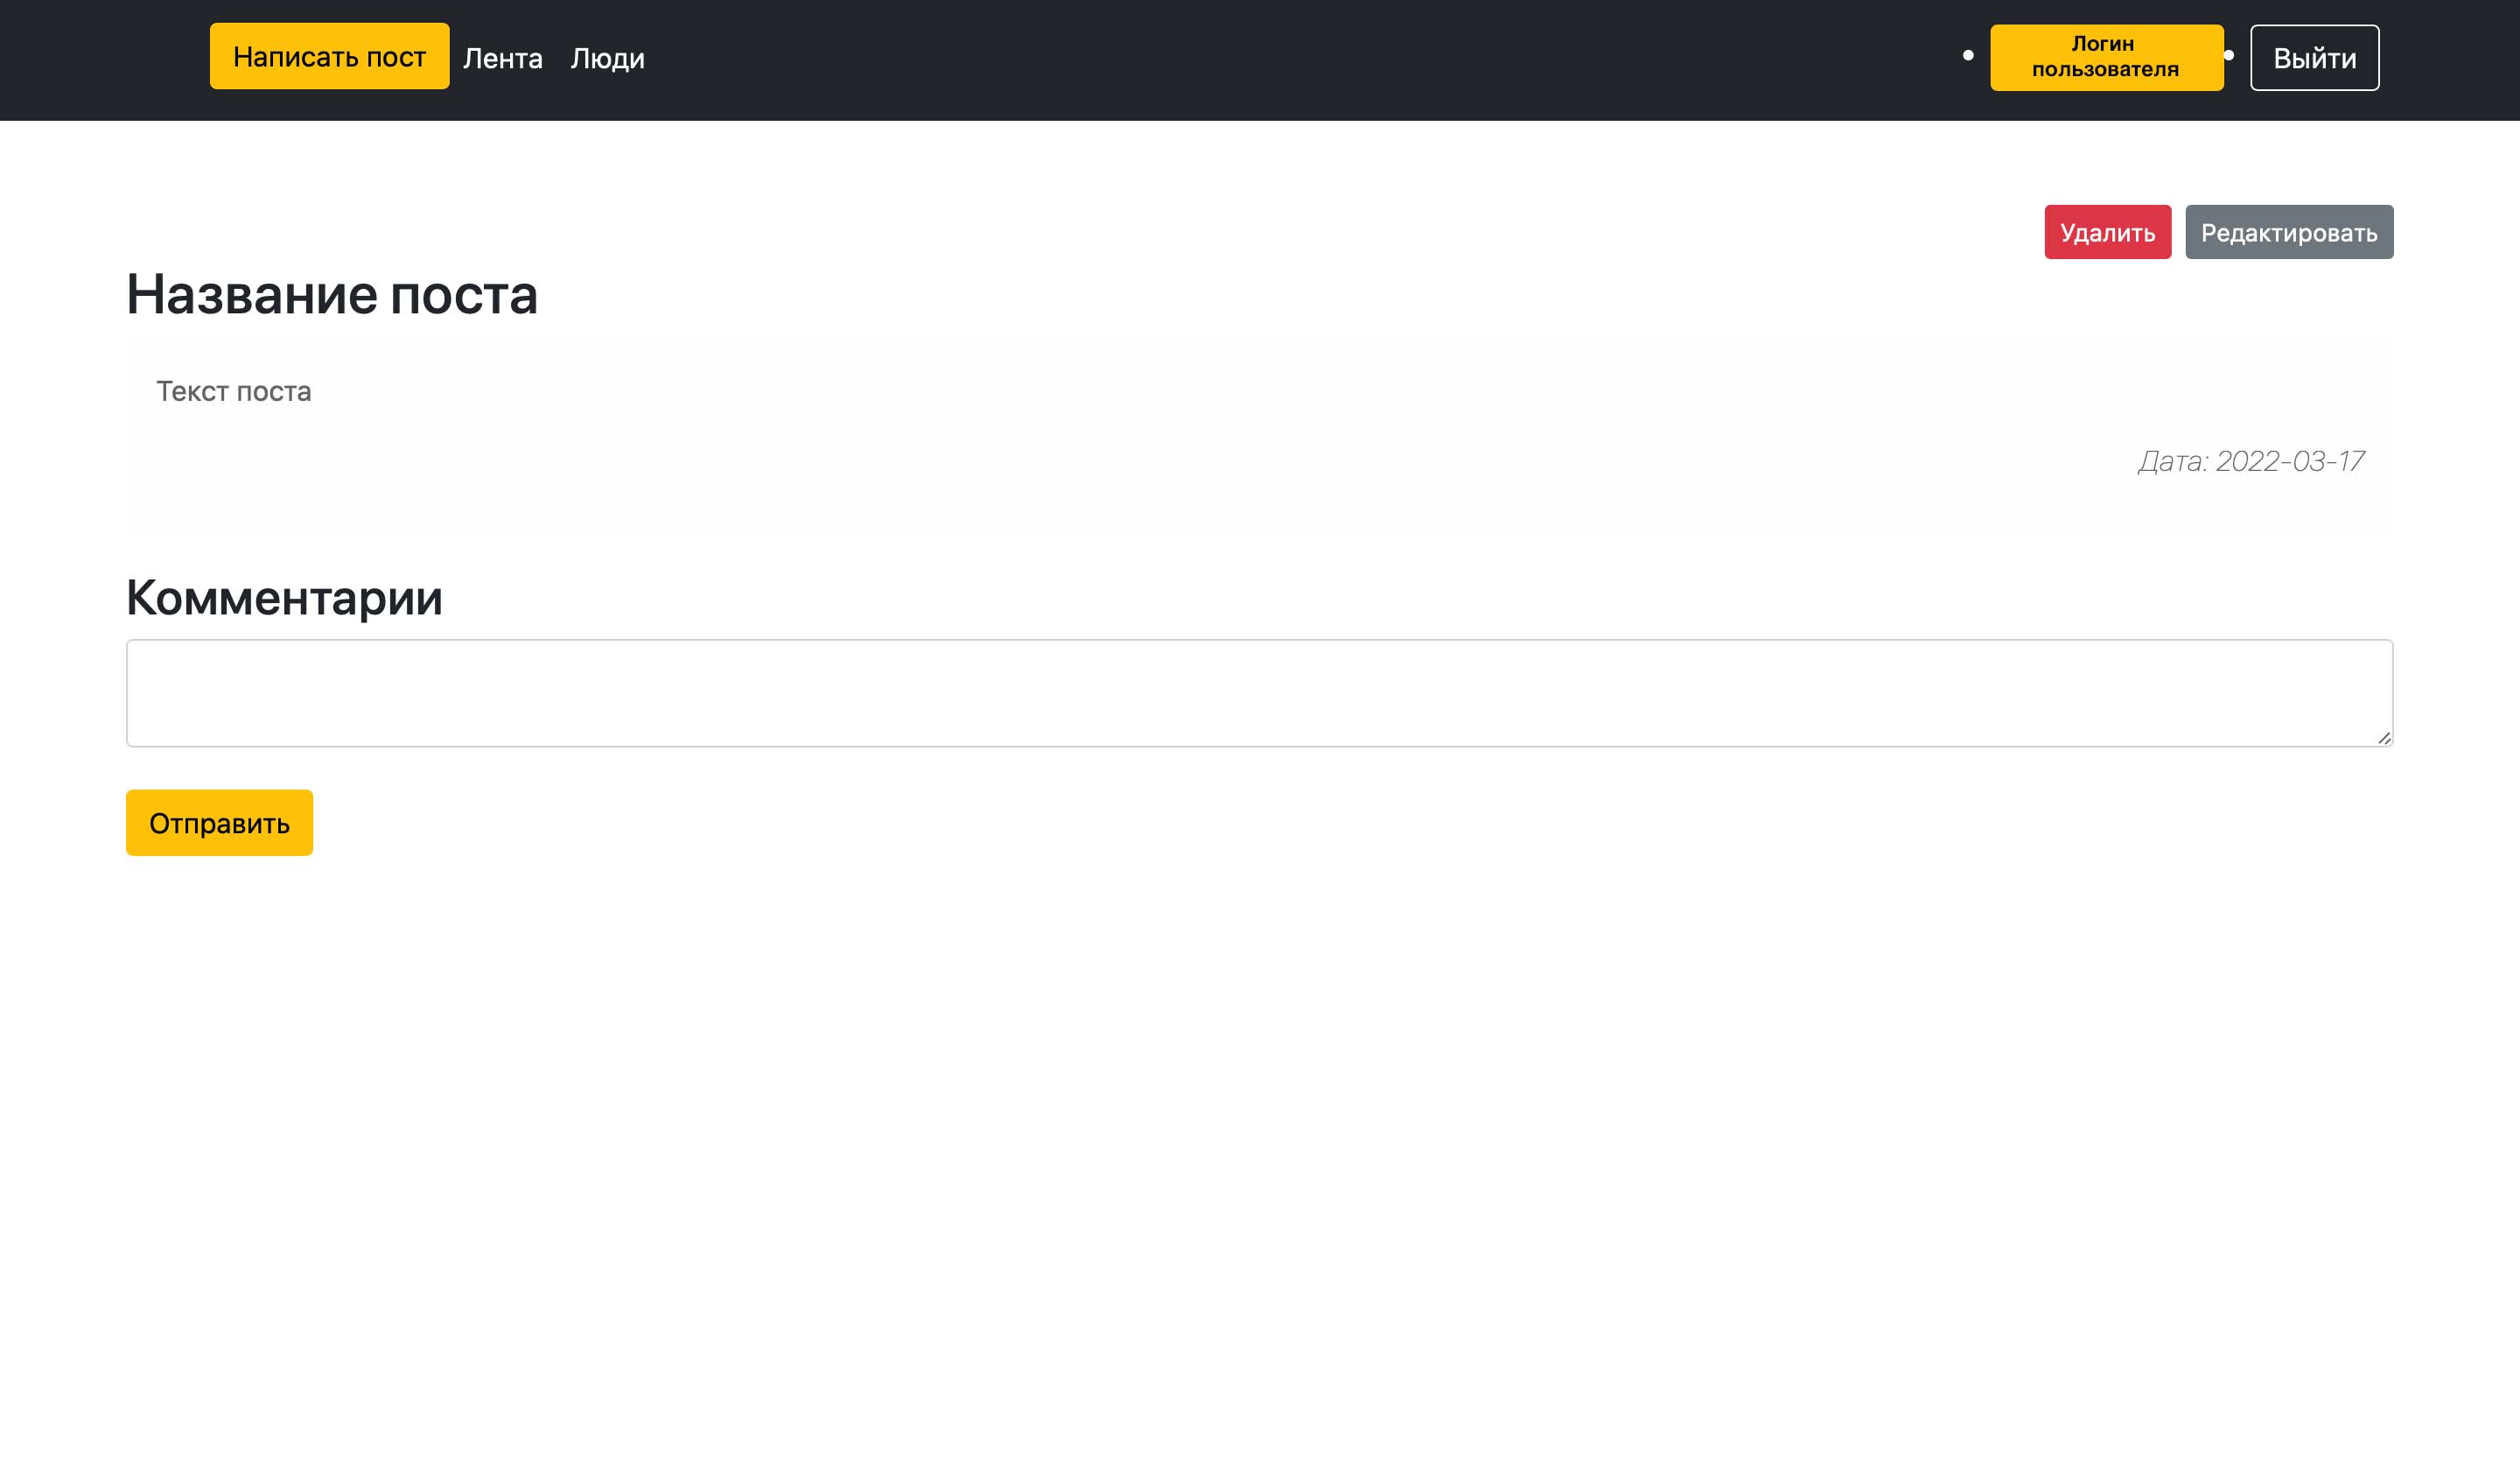 Написать пост Лента Люди
Логин
пользователя
Выйти
Удалить Редактировать
Название поста
Текст поста
Дата: 2022-03-17
Комментарии
Отправить